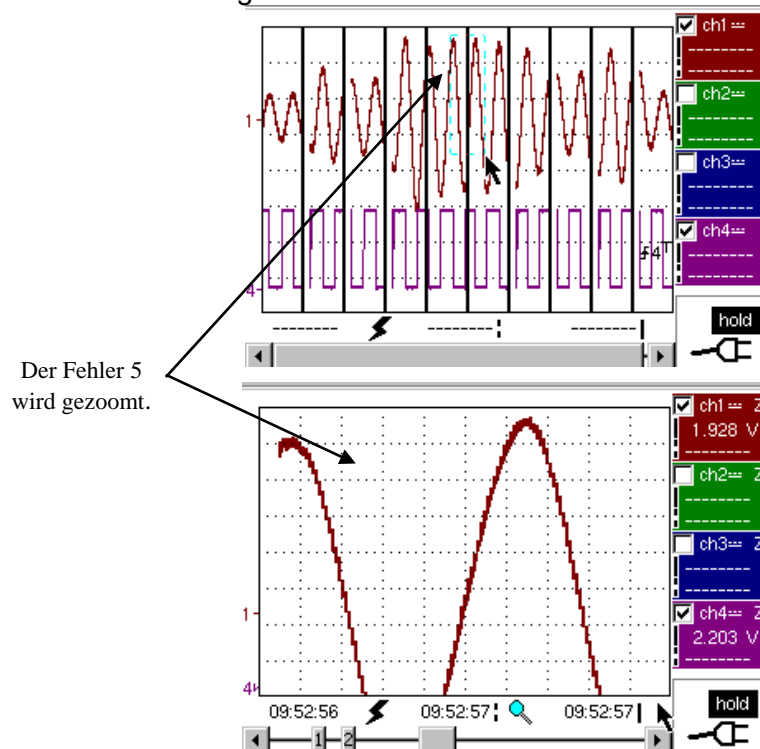 ch1
--------
--------
ch2
--------
--------
ch3
--------
--------
ch4
--------
--------
1-
4-
4T
-------- -------- --------
hold
Der Fehler 5
wird gezoomt.
ch1 Z
1.928 V
--------
ch2 Z
--------
--------
ch3 Z
--------
--------
ch4 Z
2.203 V
--------
1-
4
09:52:56 09:52:57 09:52:57
hold
1 2